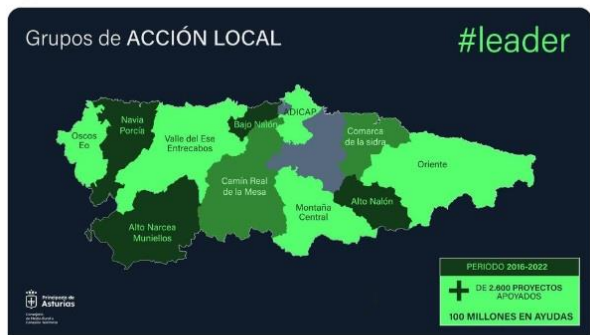 Grupos de ACCIÓN LOCAL
#leader
Oscos
Eo
Navia
Porcía
Valle del Ese
Entrecabos
Bajo Nalón
ADICAP
Comarca
de la sidra
Oriente
Camín Real
de la Mesa
Alto Narcea
Muniellos
Montaña
Central
Alto Nalón
Principado de
Asturias
PERIODO 2016-2022
+ DE 2.600 PROYECTOS
APOYADOS
100 MILLONES EN AYUDAS